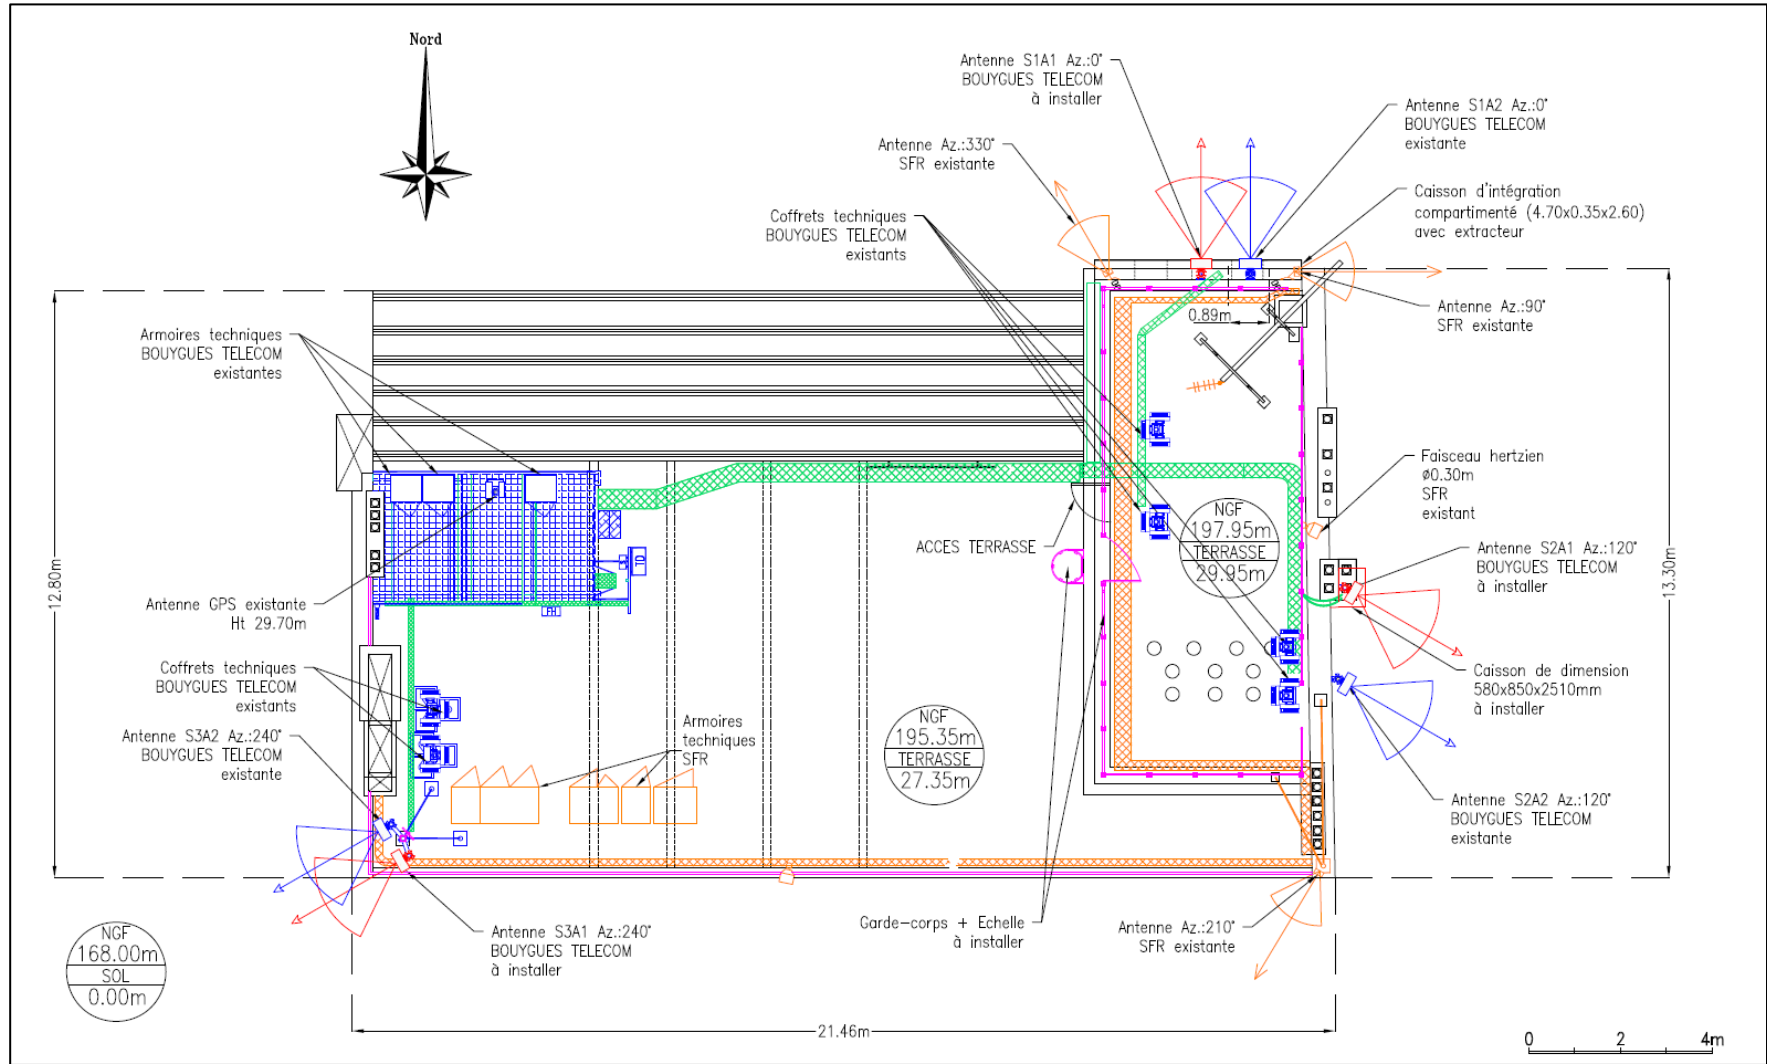 Nord
Antenne S1A1 Az.:0°
BOUYGUES TELECOM
à installer
Antenne S1A2 Az.:0°
BOUYGUES TELECOM
existante
Antenne Az.:330°
SFR existante
Caisson d'intégration
compartimenté (4.70x0.35x2.60)
avec extracteur
Coffrets techniques
BOUYGUES TELECOM
existants
Antenne Az.:90°
SFR existante
0.89m
Armoires techniques
BOUYGUES TELECOM
existantes
Faisceau hertzien
ø0.30m
SFR
existant
NGF
197.95m
TERRASSE
29.95m
ACCES TERRASSE
Antenne S2A1 Az.:120°
BOUYGUES TELECOM
à installer
12.80m
13.30m
Antenne GPS existante
Ht 29.70m
FH
Coffrets techniques
BOUYGUES TELECOM
existants
Caisson de dimension
580x850x2510mm
à installer
Armoires
techniques
SFR
NGF
195.35m
TERRASSE
27.35m
Antenne S3A2 Az.:240°
BOUYGUES TELECOM
existante
Antenne S2A2 Az.:120°
BOUYGUES TELECOM
existante
Garde-corps + Echelle
à installer
Antenne Az.:210°
SFR existante
Antenne S3A1 Az.:240°
BOUYGUES TELECOM
à installer
NGF
168.00m
SOL
0.00m
21.46m
0 2 4m